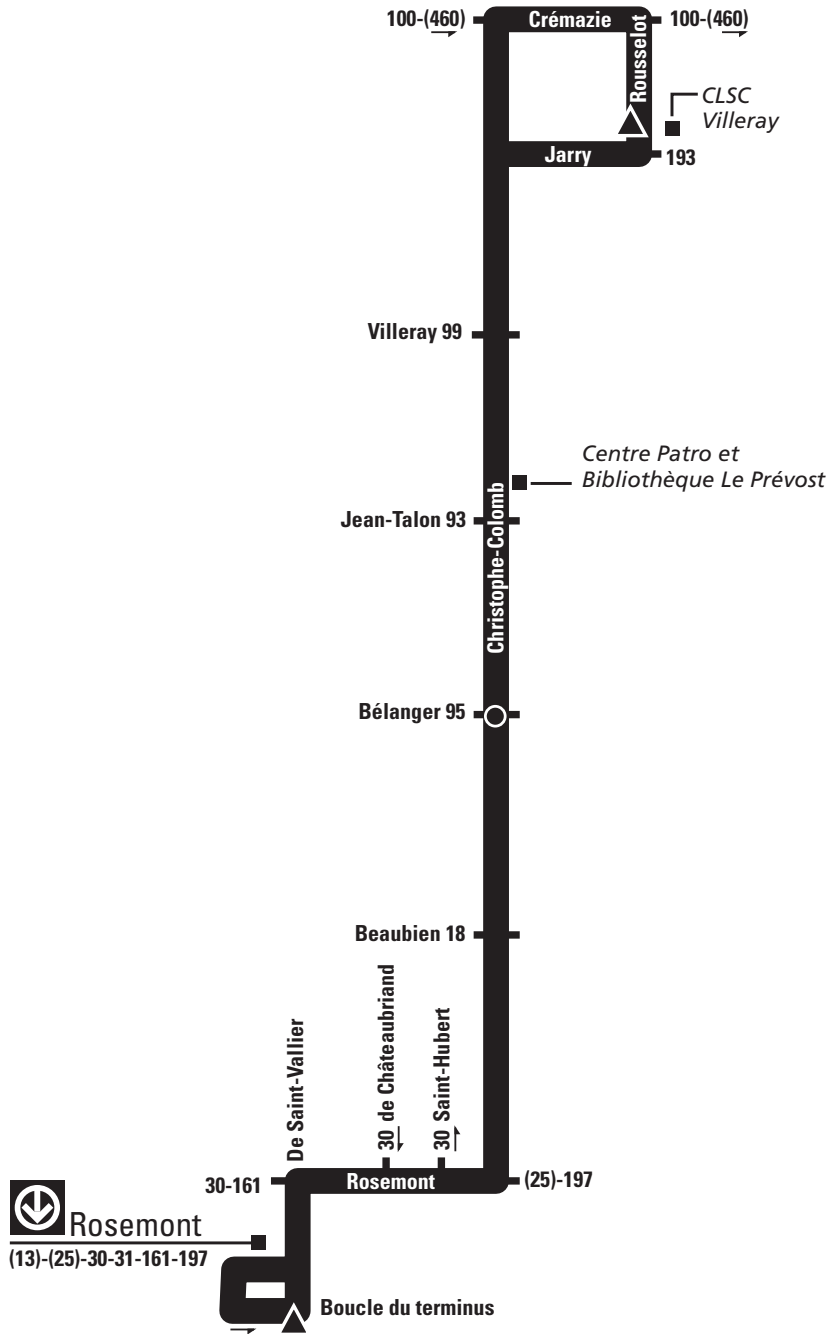 100-(460)
Crémazie
100-(460)
Rousselot
CLSC
Villeray
Jarry
193
Villeray 99
Centre Patro et
Bibliothèque Le Prévost
Jean-Talon 93
Christophe-Colomb
Bélanger 95
Beaubien 18
De Saint-Vallier
30 de Châteaubriand
30 Saint-Hubert
30-161
Rosemont
(25)-197
Rosemont
(13)-(25)-30-31-161-197
Boucle du terminus